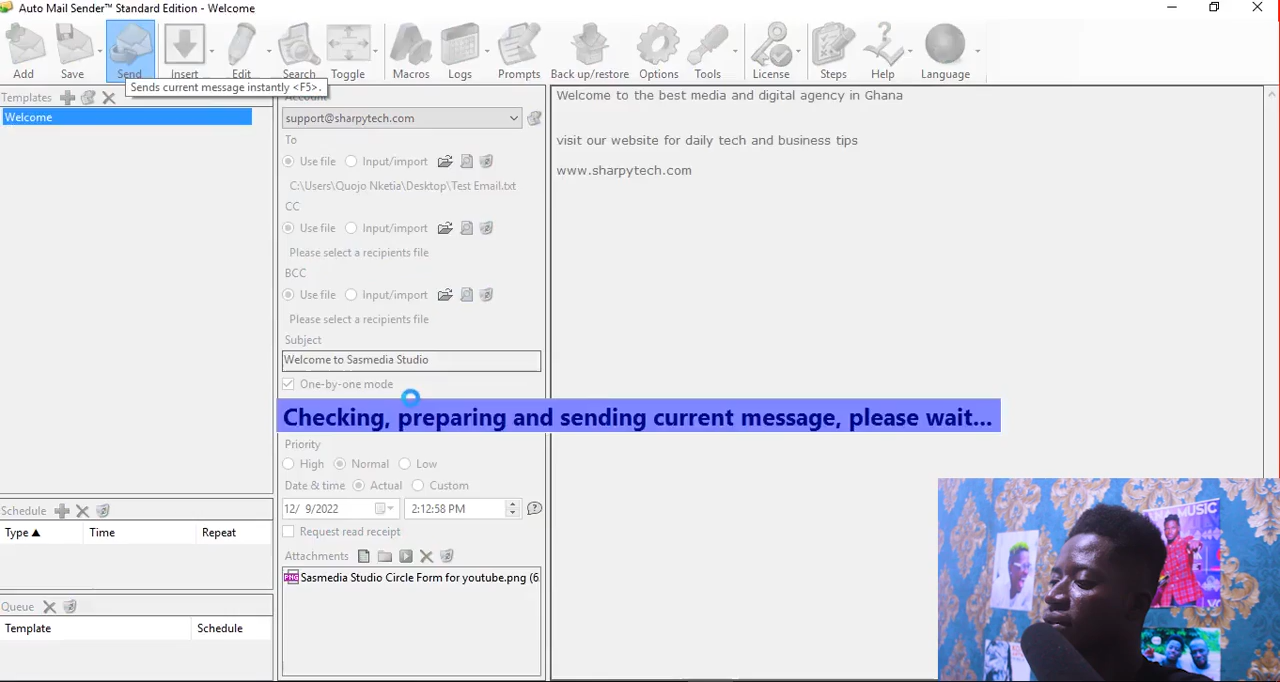 Auto Mail Sender™ Standard Edition - Welcome
Add Save Send Insert Edit Search Toggle Macros Logs Prompts Back up/restore Options Tools License Steps Help Language
Sends current message instantly <F5>.
Templates
Welcome
Account
support@sharpytech.com
To
Use file Input/import
C:\Users\Quojo Nketia\Desktop\Test Email.txt
CC
Use file Input/import
Please select a recipients file
BCC
Use file Input/import
Please select a recipients file
Subject
Welcome to Sasmedia Studio
One-by-one mode
Checking, preparing and sending current message, please wait...
Priority
High Normal Low
Date & time Actual Custom
12/ 9/2022 2:12:58 PM
Request read receipt
Attachments
PNG Sasmedia Studio Circle Form for youtube.png (6
Welcome to the best media and digital agency in Ghana
visit our website for daily tech and business tips
www.sharpytech.com
Schedule
Type Time Repeat
Queue
Template Schedule
MUSIC